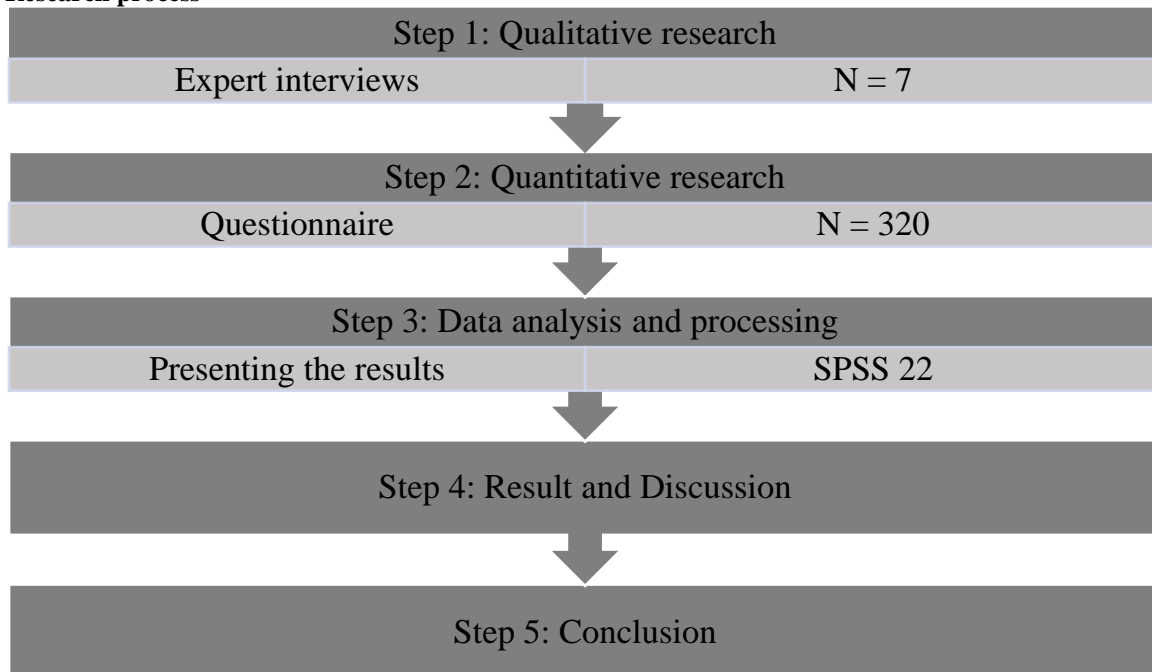 Research process
Step 1: Qualitative research
Expert interviews N = 7
Step 2: Quantitative research
Questionnaire N = 320
Step 3: Data analysis and processing
Presenting the results SPSS 22
Step 4: Result and Discussion
Step 5: Conclusion